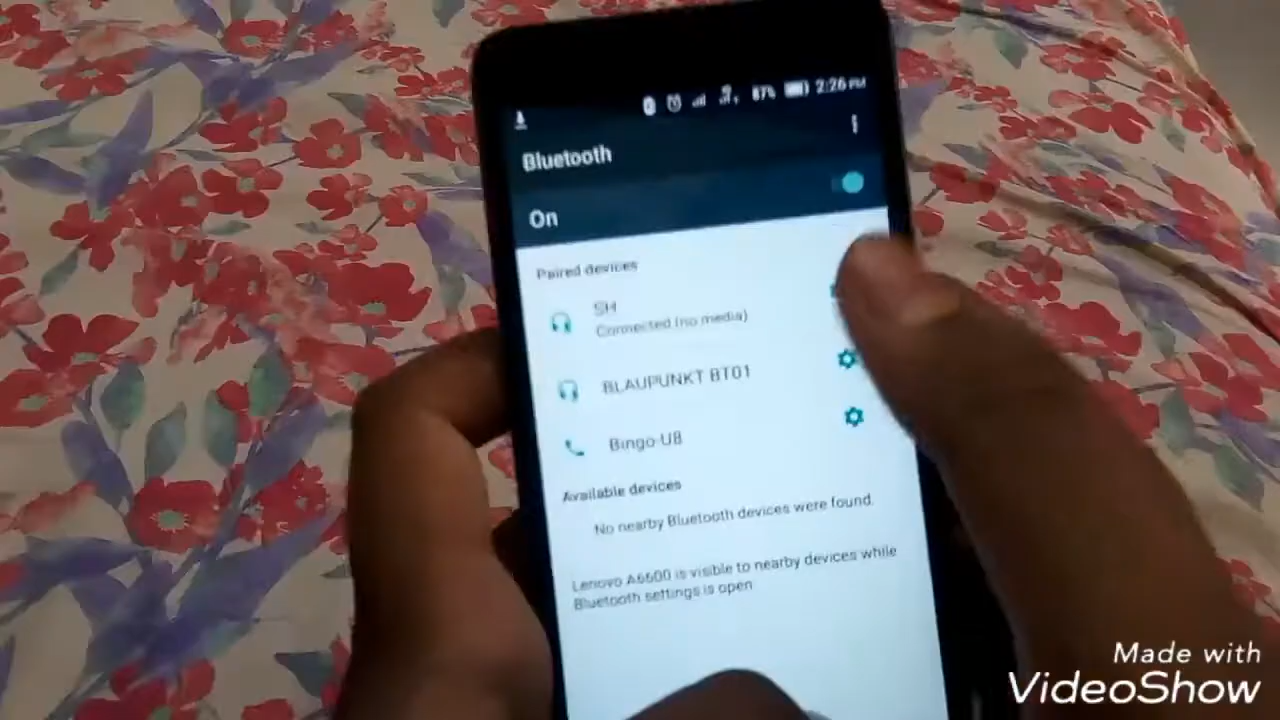 87% 2:26 PM
Bluetooth
On
Paired devices
SH
Connected (no media)
BLAUPUNKT BT01
Bingo-U8
Available devices
No nearby Bluetooth devices were found.
Lenovo A6600 is visible to nearby devices while
Bluetooth settings is open
Made with
VideoShow